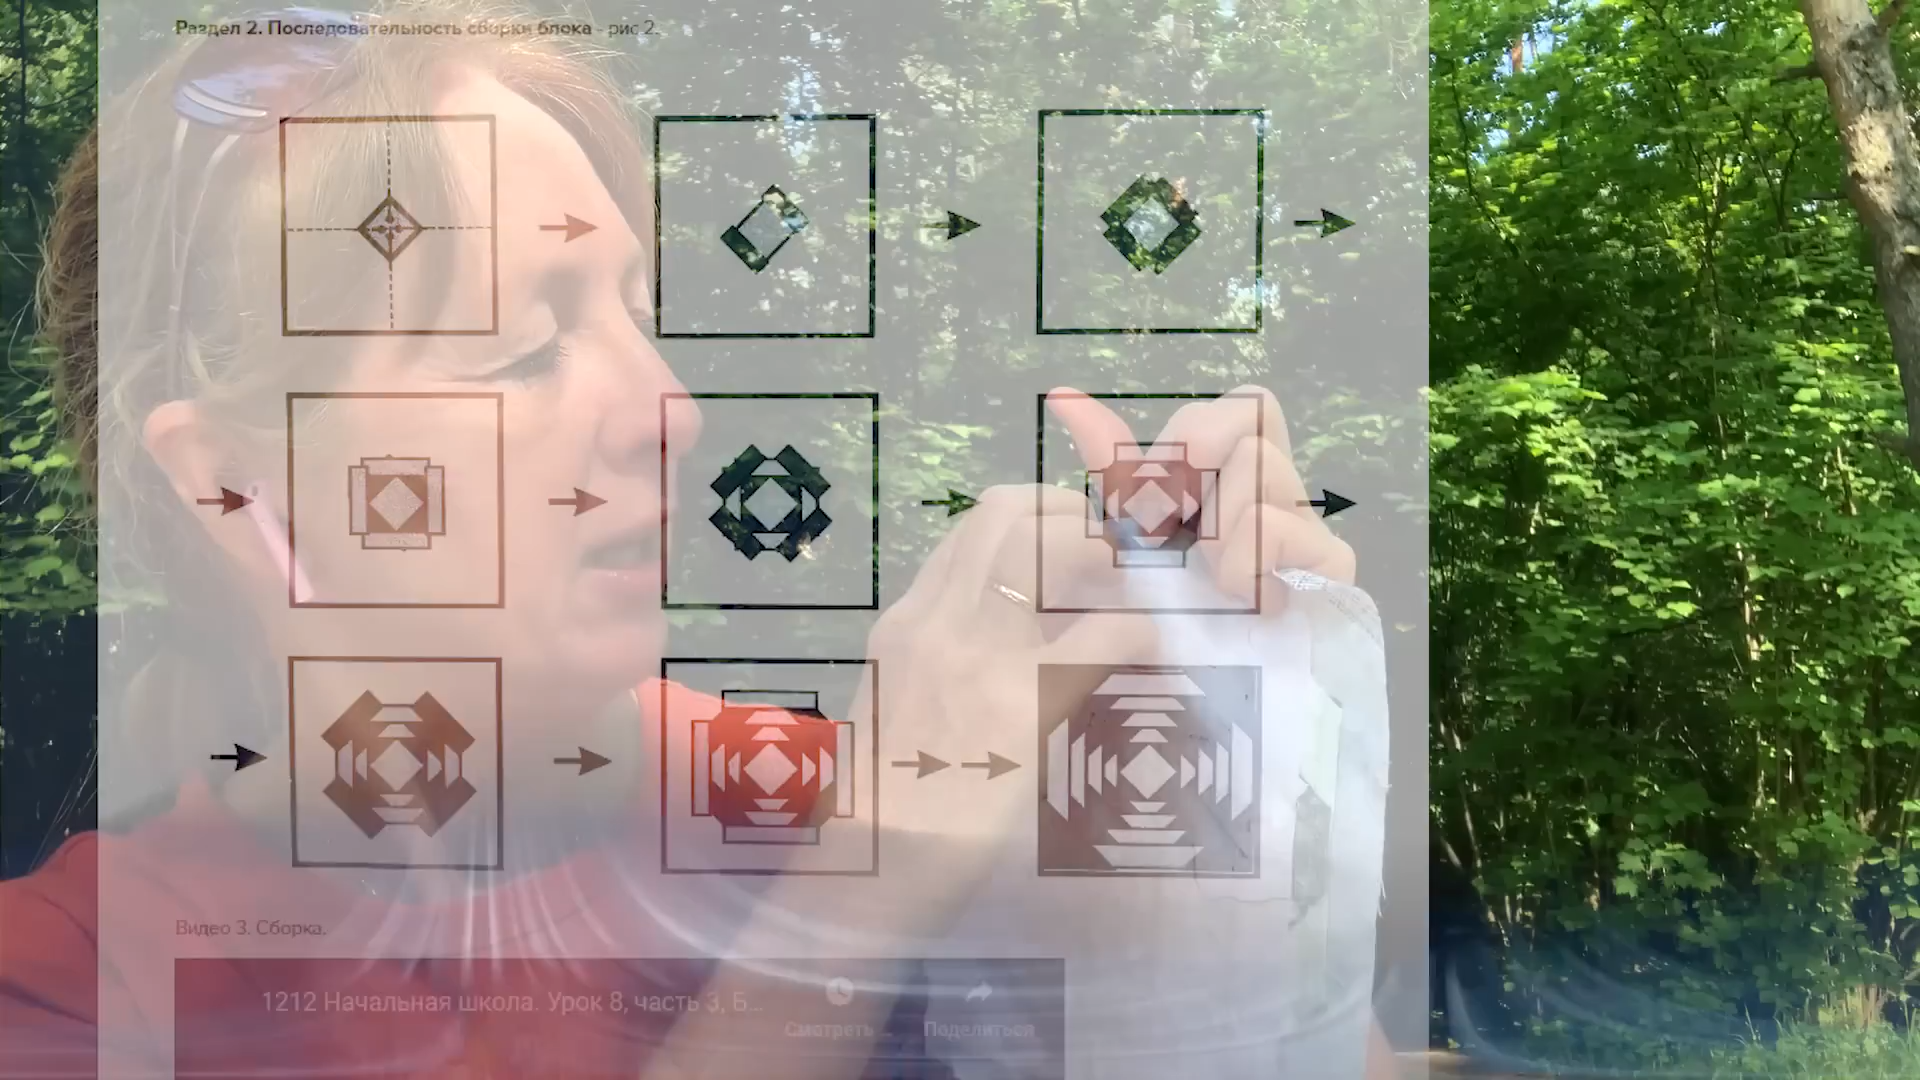 Раздел 2. Последовательность сборки блока - рис 2.
Видео 3. Сборка.
1212 Начальная школа. Урок 8, часть 3, Б...
Смотреть ...
Поделиться